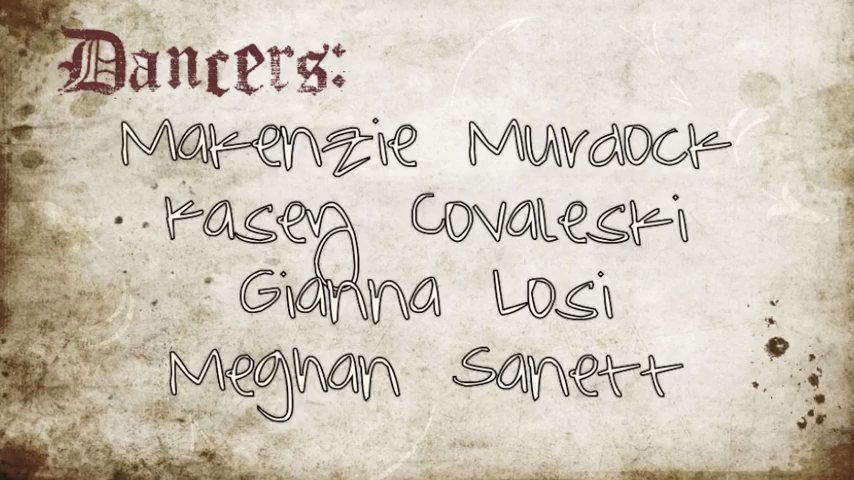 Dancers:
Makenzie Murdock
Kasey Covaleski
Gianna Losi
Meghan Sanett